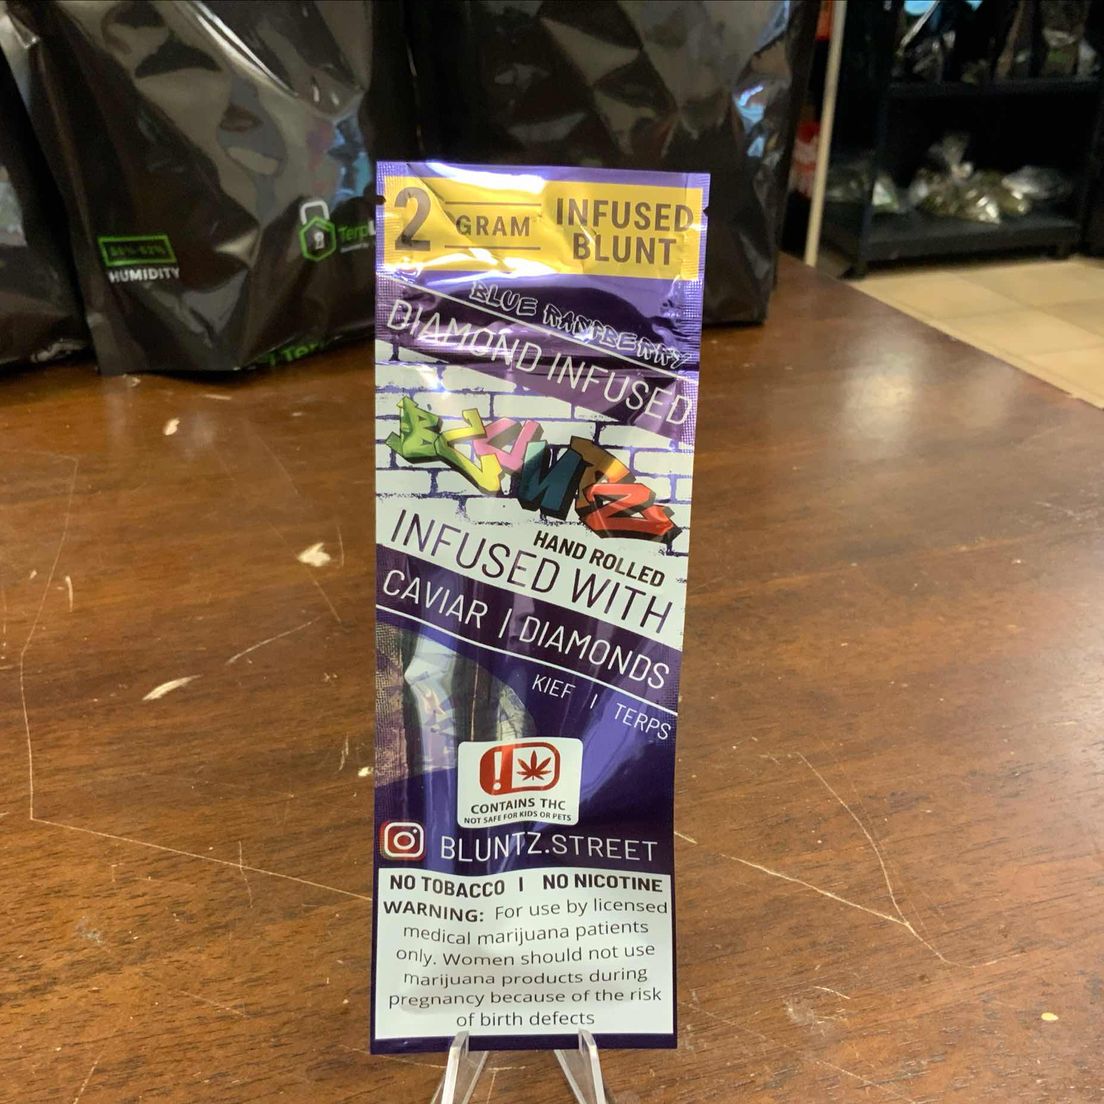 2 GRAM INFUSED BLUNT
BLUE RASPBERRY
DIAMOND INFUSED
BLUNTZ
HAND ROLLED
INFUSED WITH
CAVIAR | DIAMONDS
KIEF | TERPS
CONTAINS THC
NOT SAFE FOR KIDS OR PETS
BLUNTZ.STREET
NO TOBACCO | NO NICOTINE
WARNING: For use by licensed
medical marijuana patients
only. Women should not use
marijuana products during
pregnancy because of the risk
of birth defects
HUMIDITY